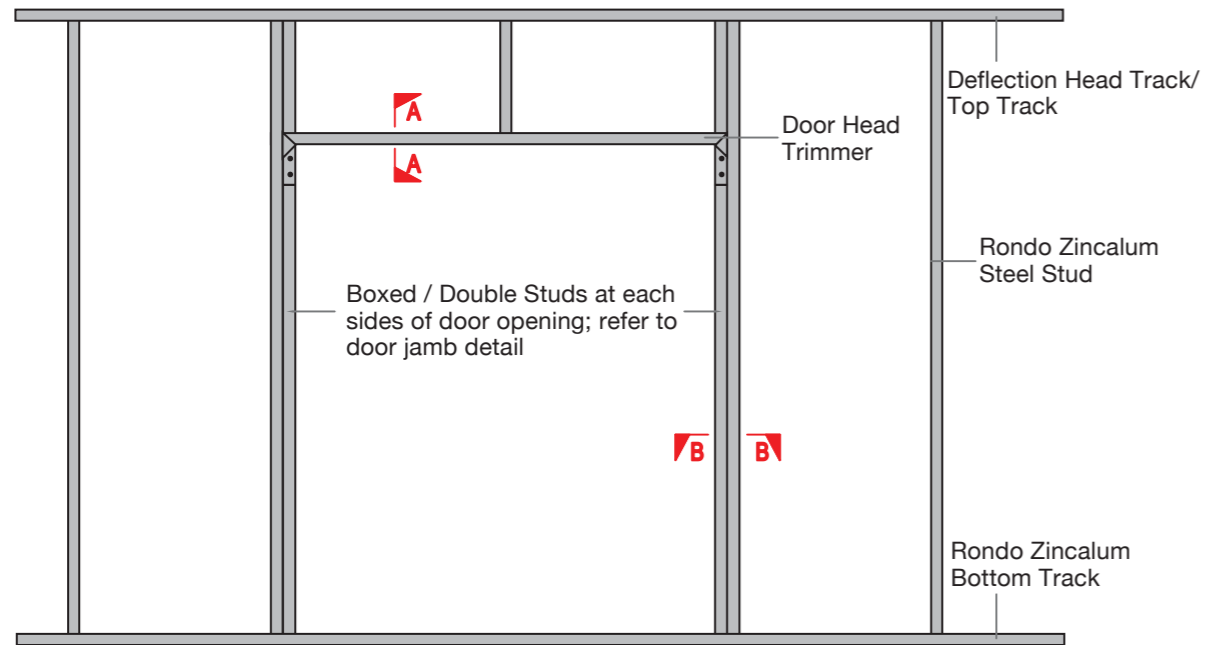 Deflection Head Track/
Top Track
A
Door Head
Trimmer
A
Rondo Zincalum
Steel Stud
Boxed / Double Studs at each
sides of door opening; refer to
door jamb detail
B
B
Rondo Zincalum
Bottom Track